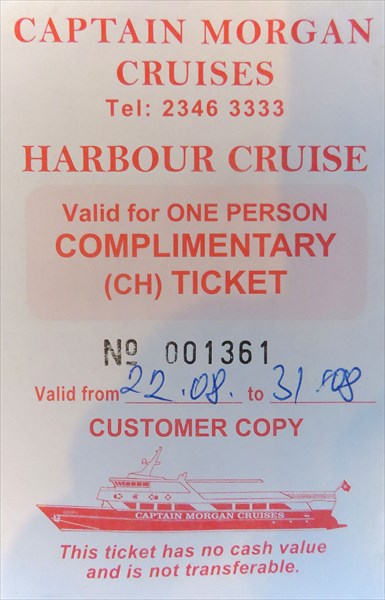 CAPTAIN MORGAN
CRUISES
Tel: 2346 3333
HARBOUR CRUISE
Valid for ONE PERSON
COMPLIMENTARY
(CH) TICKET
Nº 001361
Valid from 22.08. to 31.08
CUSTOMER COPY
CAPTAIN MORGAN CRUISES
This ticket has no cash value
and is not transferable.